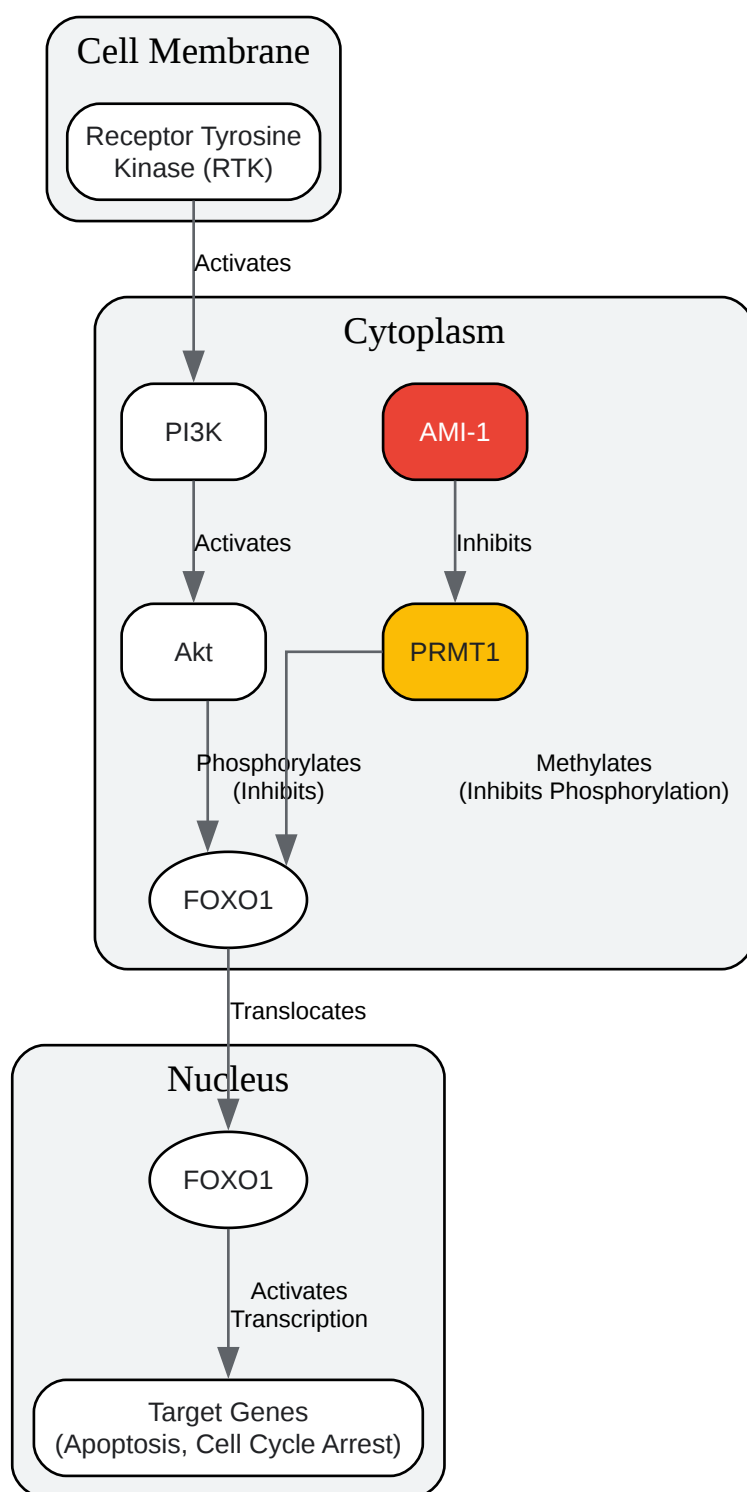 Cell Membrane
Receptor Tyrosine
Kinase (RTK)
Activates
Cytoplasm
PI3K
AMI-1
Activates
Inhibits
Akt
PRMT1
Phosphorylates
(Inhibits)
Methylates
(Inhibits Phosphorylation)
FOXO1
Translocates
Nucleus
FOXO1
Activates
Transcription
Target Genes
(Apoptosis, Cell Cycle Arrest)